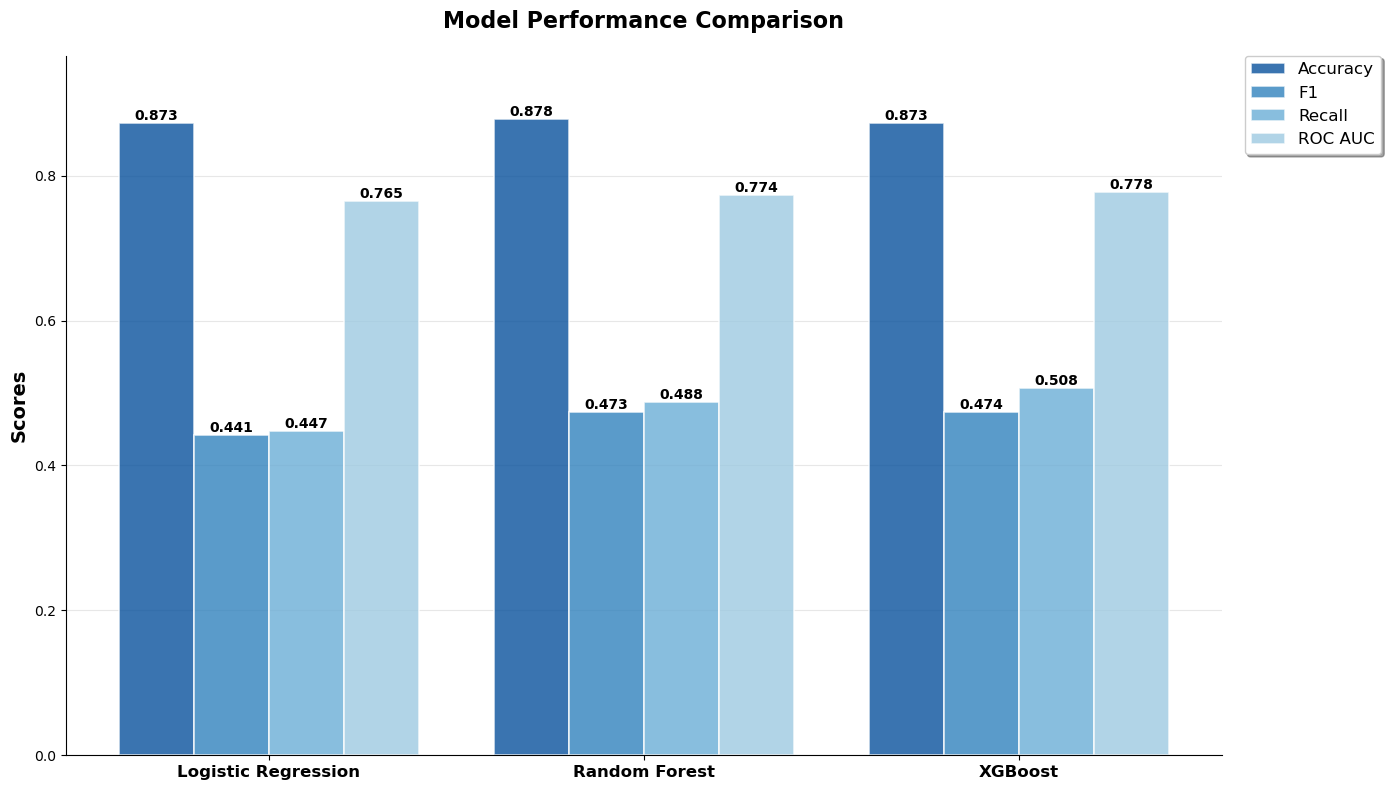 Model Performance Comparison
Accuracy
F1
Recall
ROC AUC
Scores
0.8
0.6
0.4
0.2
0.0
0.873
0.441
0.447
0.765
0.878
0.473
0.488
0.774
0.873
0.474
0.508
0.778
Logistic Regression
Random Forest
XGBoost